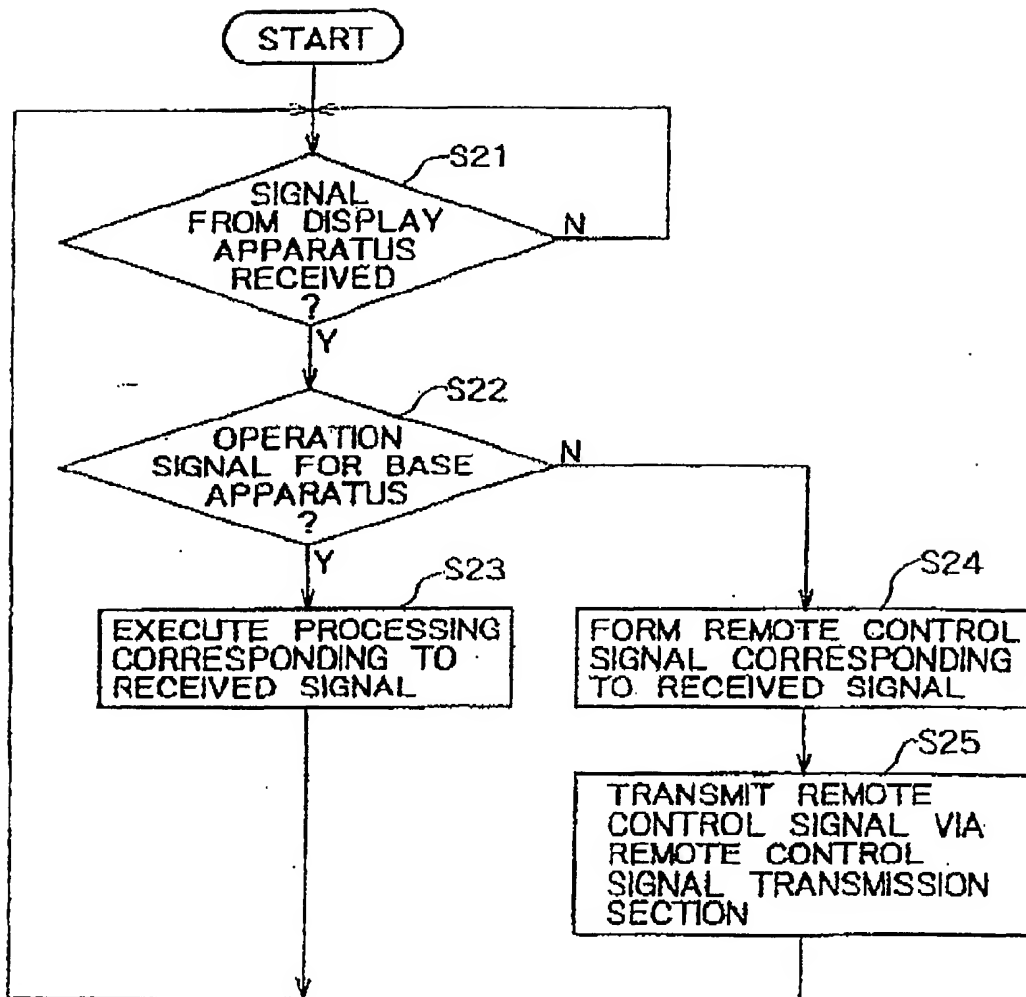 START
S21
SIGNAL
FROM DISPLAY
APPARATUS
RECEIVED
?
N
Y
S22
OPERATION
SIGNAL FOR BASE
APPARATUS
?
N
Y
S23
EXECUTE PROCESSING
CORRESPONDING TO
RECEIVED SIGNAL
S24
FORM REMOTE CONTROL
SIGNAL CORRESPONDING
TO RECEIVED SIGNAL
S25
TRANSMIT REMOTE
CONTROL SIGNAL VIA
REMOTE CONTROL
SIGNAL TRANSMISSION
SECTION